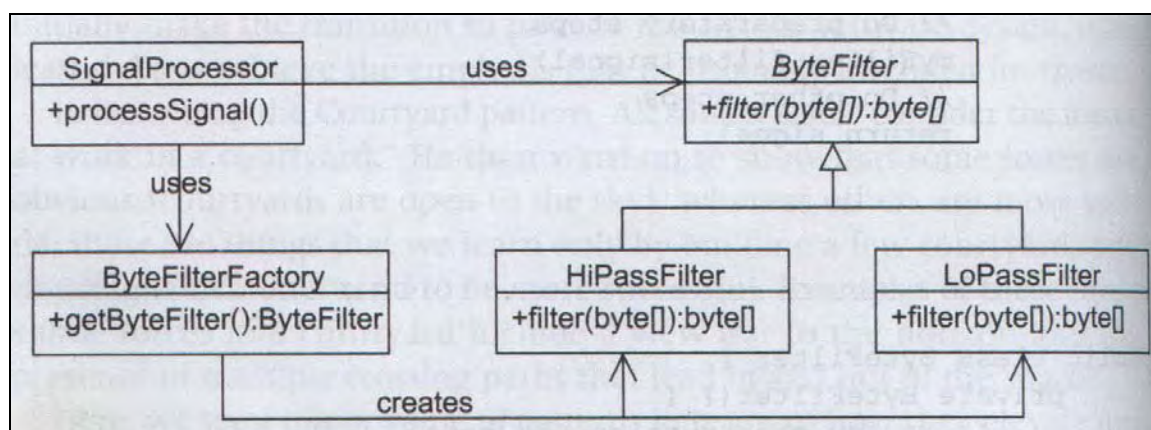 SignalProcessor
+processSignal()
uses
ByteFilter
+filter(byte[]):byte[]
uses
ByteFilterFactory
+getByteFilter():ByteFilter
HiPassFilter
+filter(byte[]):byte[]
LoPassFilter
+filter(byte[]):byte[]
creates